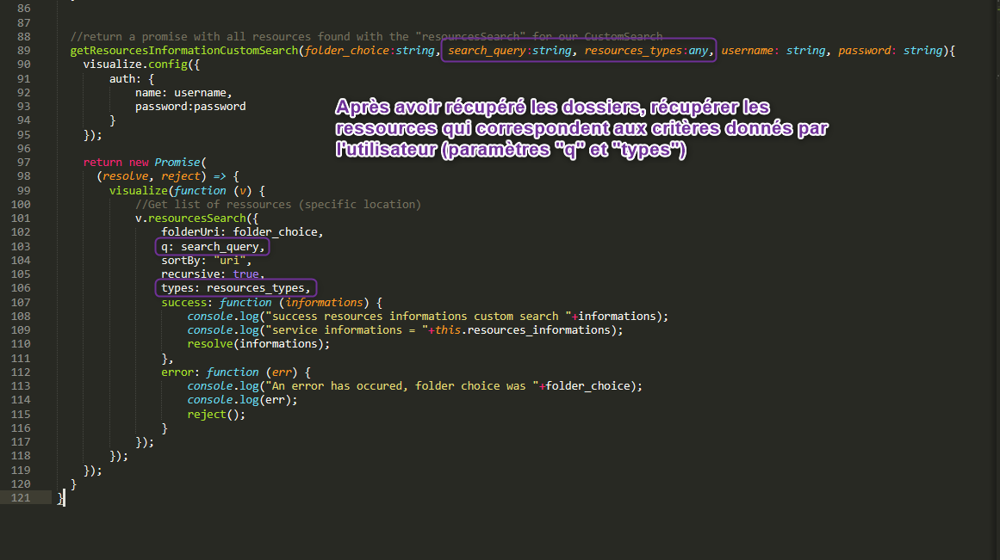 86
87
88 //return a promise with all resources found with the "resourcesSearch" for our CustomSearch
89 getResourcesInformationCustomSearch(folder_choice:string, search_query:string, resources_types:any, username: string, password: string){
90 visualize.config({
91 auth: {
92 name: username,
93 password:password
94 }
95 });
Après avoir récupéré les dossiers, récupérer les
ressources qui correspondent aux critères donnés par
l'utilisateur (paramètres "q" et "types")
96
97 return new Promise(
98 (resolve, reject) => {
99 visualize(function (v) {
100 //Get list of ressources (specific location)
101 v.resourcesSearch({
102 folderUri: folder_choice,
103 q: search_query,
104 sortBy: "uri",
105 recursive: true,
106 types: resources_types,
107 success: function (informations) {
108 console.log("success resources informations custom search "+informations);
109 console.log("service informations = "+this.resources_informations);
110 resolve(informations);
111 },
112 error: function (err) {
113 console.log("An error has occured, folder choice was "+folder_choice);
114 console.log(err);
115 reject();
116 }
117 });
118 });
119 });
120 }
121 }